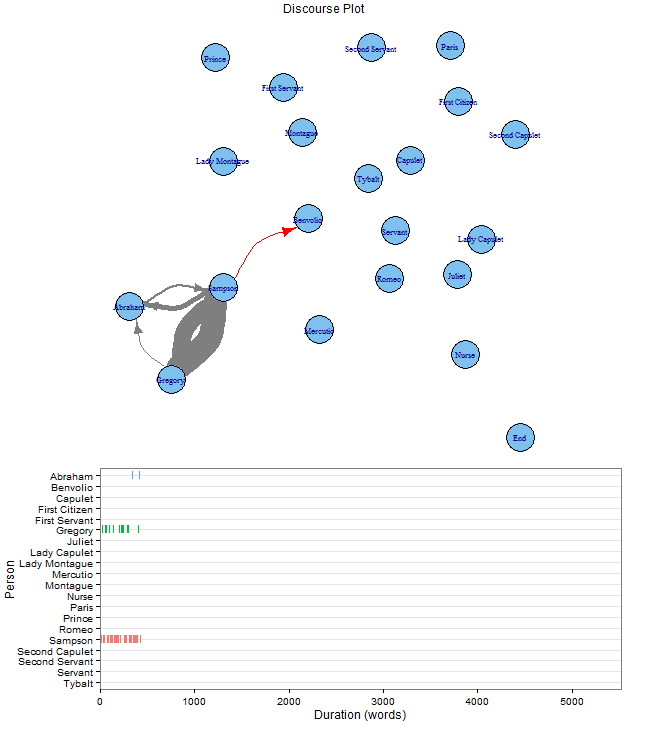 Discourse Plot
Second Servant
Paris
Prince
First Servant
First Citizen
Montague
Second Capulet
Lady Montague
Capulet
Tybalt
Benvolio
Servant
Lady Capulet
Juliet
Romeo
Sampson
Abraham
Mercutio
Nurse
Gregory
End
Person
Abraham
Benvolio
Capulet
First Citizen
First Servant
Gregory
Juliet
Lady Capulet
Lady Montague
Mercutio
Montague
Nurse
Paris
Prince
Romeo
Sampson
Second Capulet
Second Servant
Servant
Tybalt
0 1000 2000 3000 4000 5000
Duration (words)